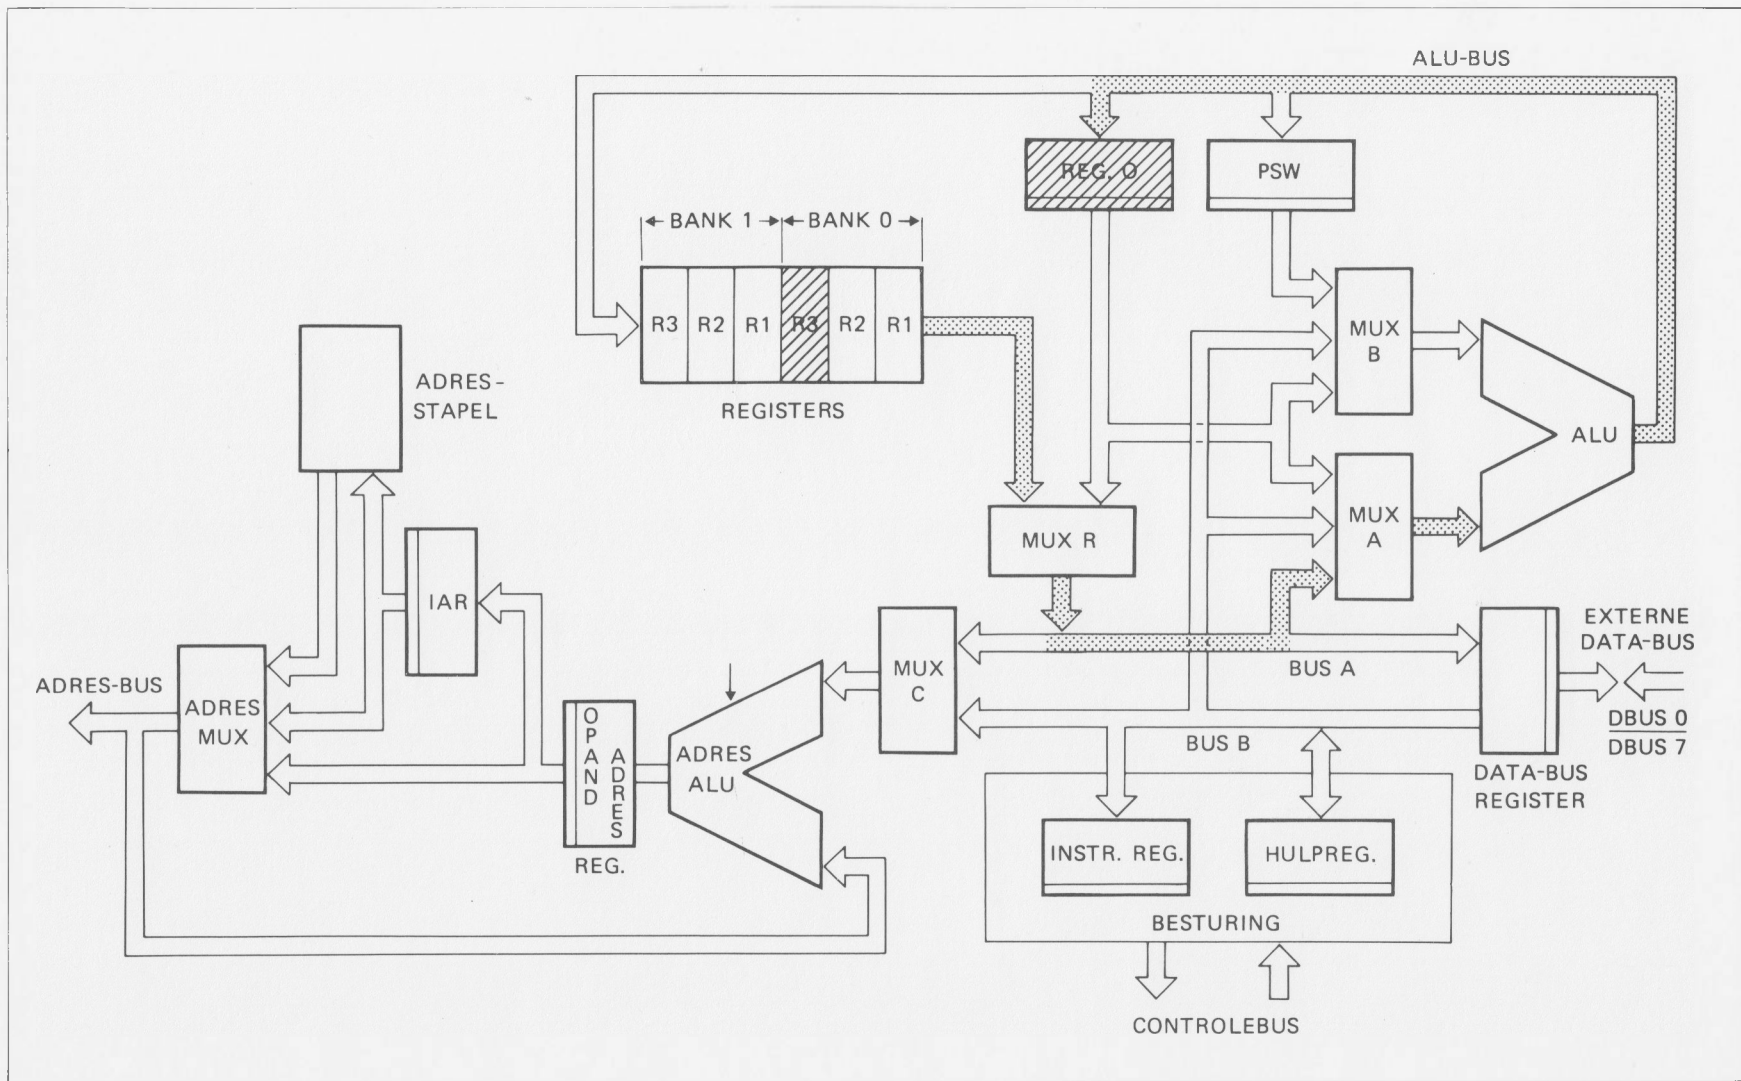 ALU-BUS
REG. 0
PSW
BANK 1
BANK 0
R3
R2
R1
R3
R2
R1
REGISTERS
MUX
B
ALU
MUX
A
MUX R
ADRES-
STAPEL
IAR
ADRES-BUS
ADRES
MUX
OPAND
ADRES
REG.
ADRES
ALU
MUX
C
BUS A
BUS B
EXTERNE
DATA-BUS
DBUS 0
DBUS 7
DATA-BUS
REGISTER
INSTR. REG.
HULPREG.
BESTURING
CONTROLEBUS